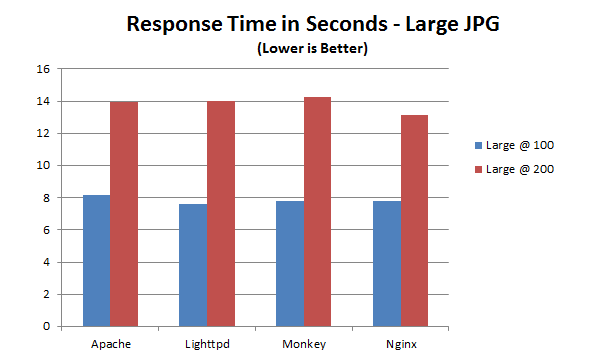 Response Time in Seconds - Large JPG
(Lower is Better)
16
14
12
10
8
6
4
2
0
Apache
Lighttpd
Monkey
Nginx
Large @ 100
Large @ 200